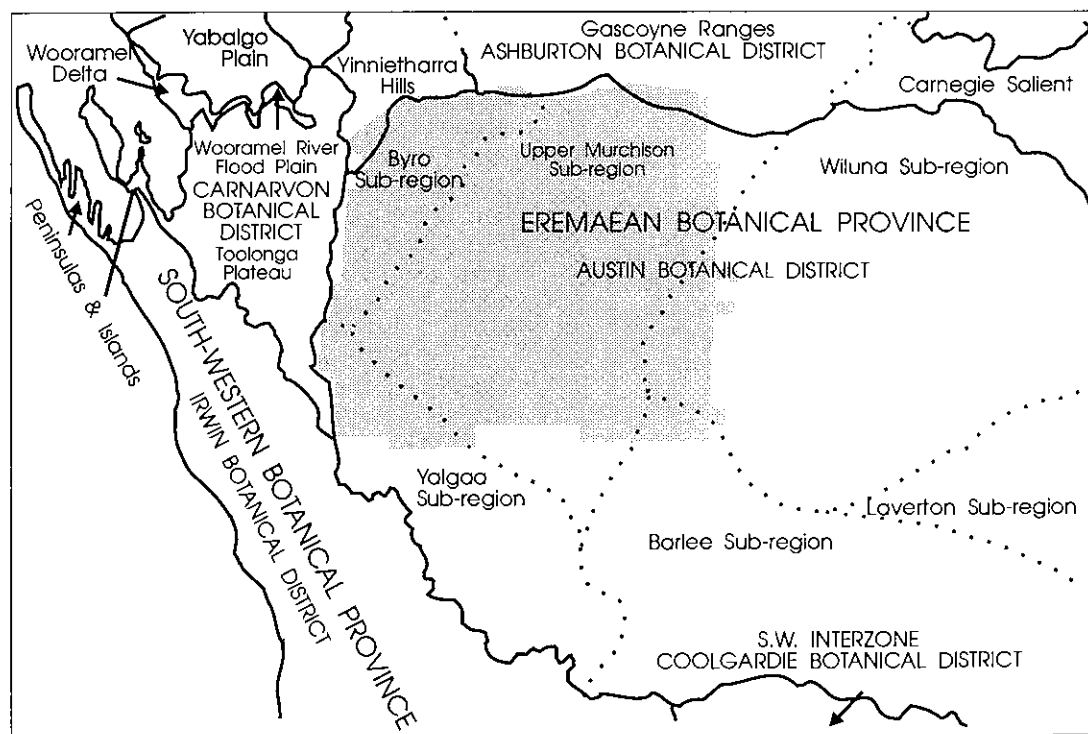 Wooramel
Delta
Yabalgo
Plain
Yinnietharra
Hills
Gascoyne Ranges
ASHBURTON BOTANICAL DISTRICT
Carnegie Salient
Wooramel River
Flood Plain
CARNARVON
BOTANICAL
DISTRICT
Toolonga
Plateau
Byro
Sub-region
Upper Murchison
Sub-region
Wiluna Sub-region
EREMAEAN BOTANICAL PROVINCE
AUSTIN BOTANICAL DISTRICT
Peninsulas & Islands
SOUTH-WESTERN BOTANICAL PROVINCE
IRWIN BOTANICAL DISTRICT
Yalgaa
Sub-region
Laverton Sub-region
Barlee Sub-region
S.W. INTERZONE
COOLGARDIE BOTANICAL DISTRICT